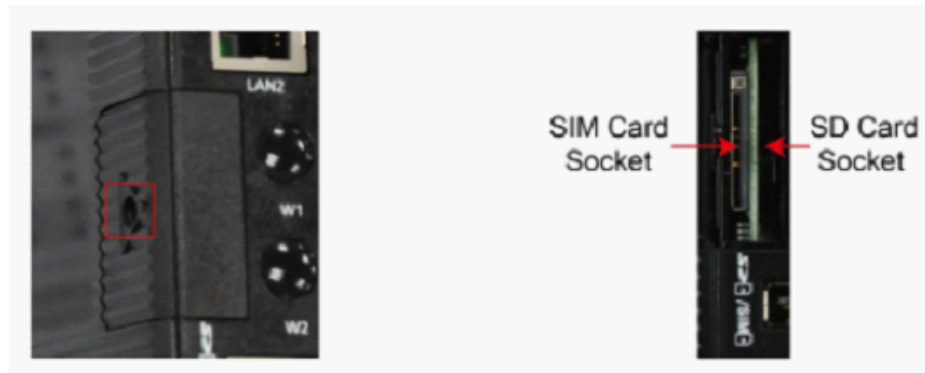 LAN2
W1
W2
SIM Card
Socket
SD Card
Socket